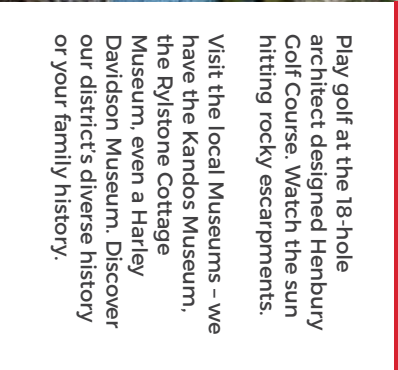 Play golf at the 18-hole
architect designed Henbury
Golf Course. Watch the sun
hitting rocky escarpments.
Visit the local Museums – we
have the Kandos Museum,
the Rylstone Cottage
Museum, even a Harley
Davidson Museum. Discover
our district's diverse history
or your family history.